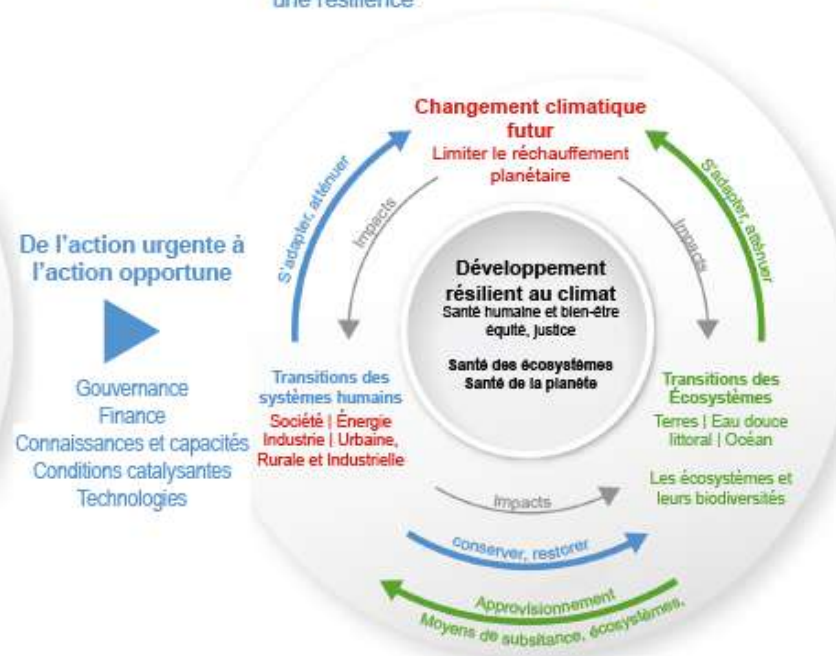 une résilience
Changement climatique
futur
Limiter le réchauffement
planétaire
S'adapter, atténuer
Impacts
Impacts
S'adapter, atténuer
De l'action urgente à
l'action opportune
Gouvernance
Finance
Connaissances et capacités
Conditions catalysantes
Technologies
Développement
résilient au climat
Santé humaine et bien-être
équité, justice
Santé des écosystèmes
Santé de la planète
Transitions des
systèmes humains
Société | Énergie
Industrie | Urbaine,
Rurale et Industrielle
Transitions des
Écosystèmes
Terres | Eau douce
littoral | Océan
Les écosystèmes et
leurs biodiversités
Impacts
conserver, restorer
Approvisionnement
Moyens de subsitance, écosystèmes,